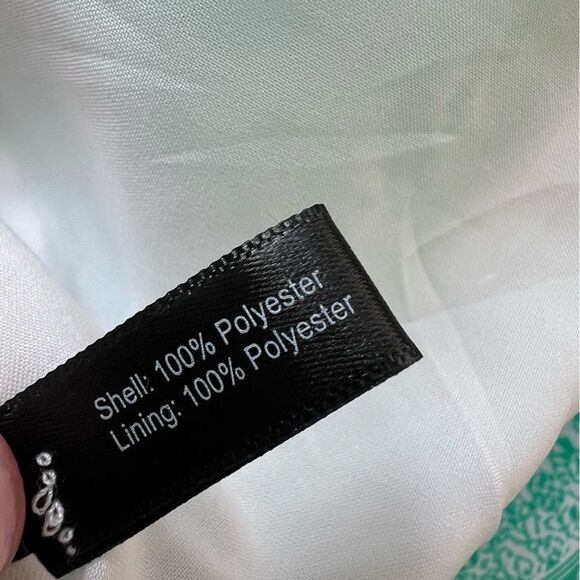 Shell: 100% Polyester
Lining: 100% Polyester